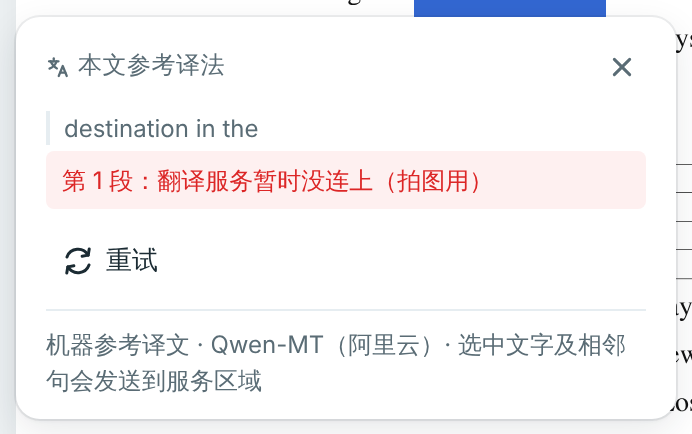 本文参考译法
destination in the
第 1 段：翻译服务暂时没连上（拍图用）
重试
机器参考译文 · Qwen-MT（阿里云）· 选中文字及相邻
句会发送到服务区域